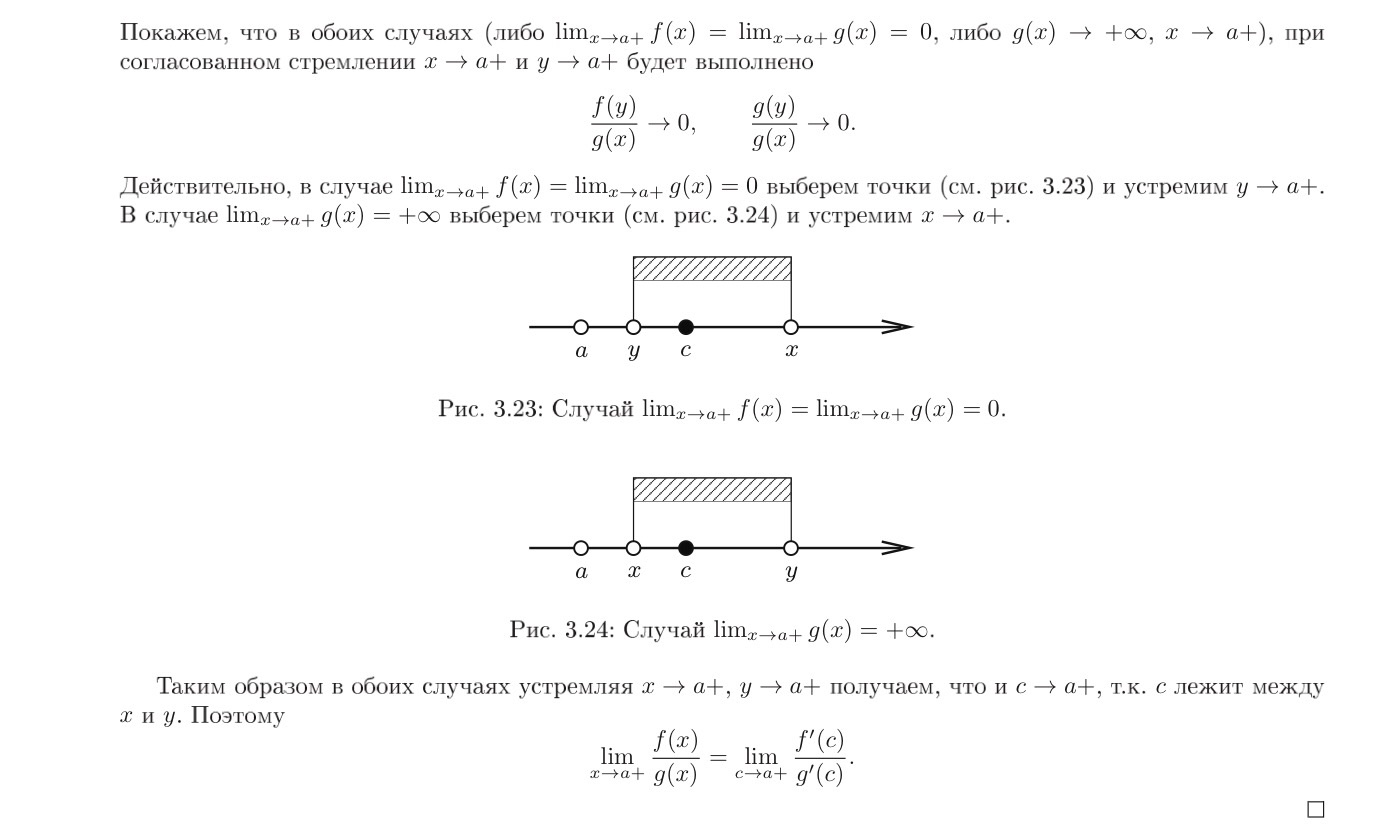 Покажем, что в обоих случаях (либо lim_{x→a+} f(x) = lim_{x→a+} g(x) = 0, либо g(x) → +∞, x → a+), при
согласованном стремлении x → a+ и y → a+ будет выполнено
f(y)/g(x) → 0, g(y)/g(x) → 0.
Действительно, в случае lim_{x→a+} f(x) = lim_{x→a+} g(x) = 0 выберем точки (см. рис. 3.23) и устремим y → a+.
В случае lim_{x→a+} g(x) = +∞ выберем точки (см. рис. 3.24) и устремим x → a+.
a y c x
Рис. 3.23: Случай lim_{x→a+} f(x) = lim_{x→a+} g(x) = 0.
a x c y
Рис. 3.24: Случай lim_{x→a+} g(x) = +∞.
Таким образом в обоих случаях устремляя x → a+, y → a+ получаем, что и c → a+, т.к. c лежит между
x и y. Поэтому
lim_{x→a+} f(x)/g(x) = lim_{c→a+} f′(c)/g′(c).
□